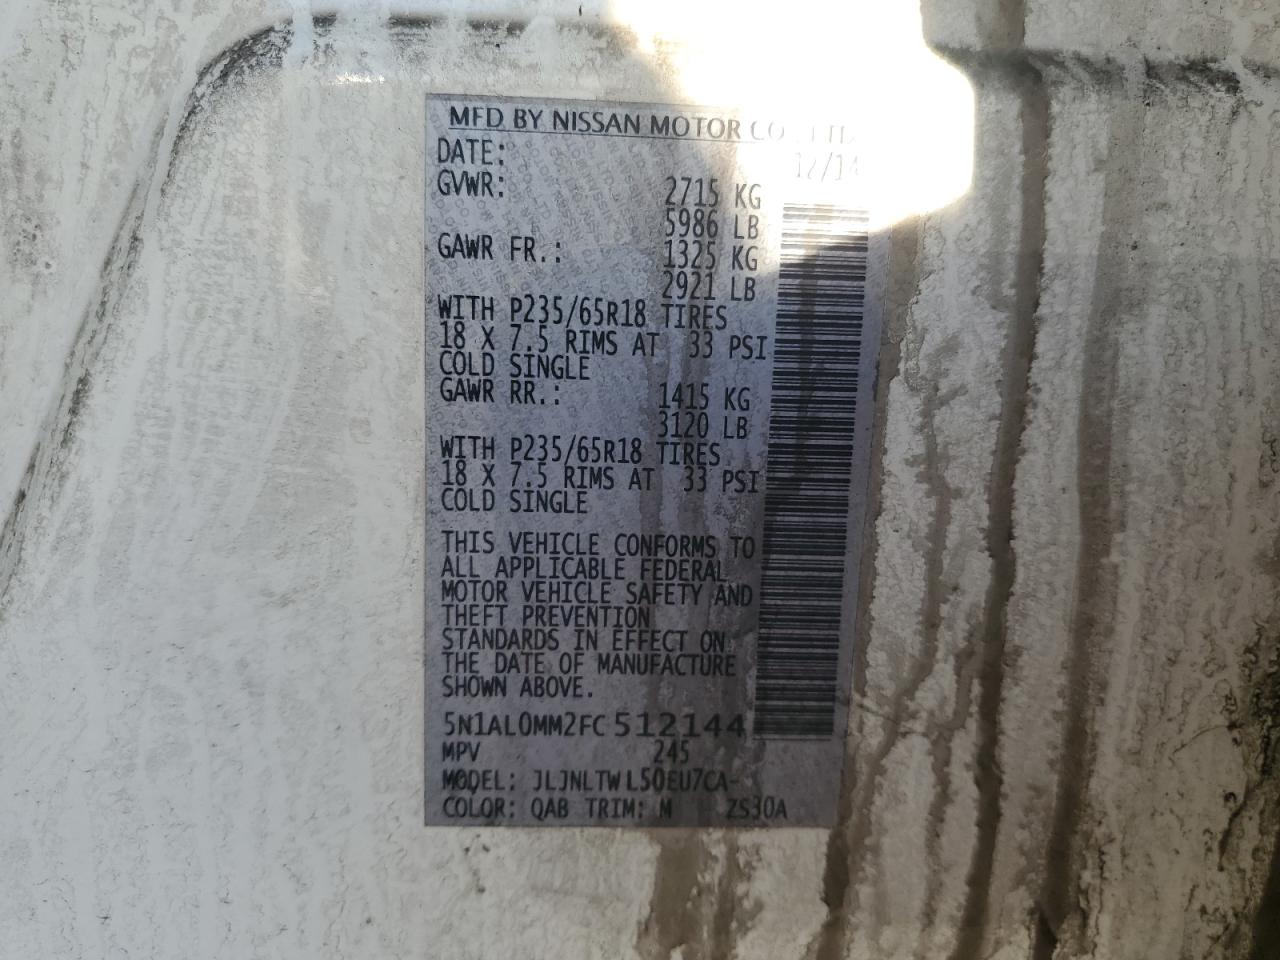 MFD BY NISSAN MOTOR CO., LTD.
DATE: 12/14
GVWR: 2715 KG
5986 LB
GAWR FR.: 1325 KG
2921 LB
WITH P235/65R18 TIRES
18 X 7.5 RIMS AT 33 PSI
COLD SINGLE
GAWR RR.: 1415 KG
3120 LB
WITH P235/65R18 TIRES
18 X 7.5 RIMS AT 33 PSI
COLD SINGLE
THIS VEHICLE CONFORMS TO
ALL APPLICABLE FEDERAL
MOTOR VEHICLE SAFETY AND
THEFT PREVENTION
STANDARDS IN EFFECT ON
THE DATE OF MANUFACTURE
SHOWN ABOVE.
5N1AL0MM2FC512144
MPV 245
MODEL: JLJNLTWL50EU7CA-
COLOR: QAB TRIM: M ZS30A